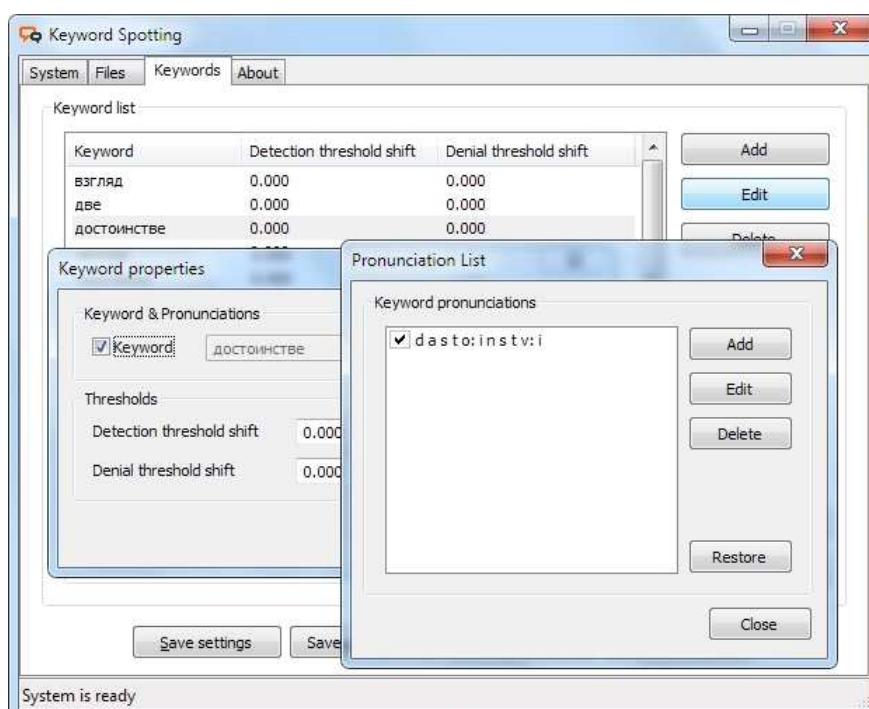 Keyword Spotting
System Files Keywords About
Keyword list
Keyword Detection threshold shift Denial threshold shift
взгляд 0.000 0.000
две 0.000 0.000
достоинстве 0.000 0.000
Add
Edit
Delete
Keyword properties
Keyword & Pronunciations
Keyword достоинстве
Thresholds
Detection threshold shift 0.000
Denial threshold shift 0.000
Pronunciation List
Keyword pronunciations
d a s t o: i n s t v: i
Add
Edit
Delete
Restore
Close
Save settings Save
System is ready